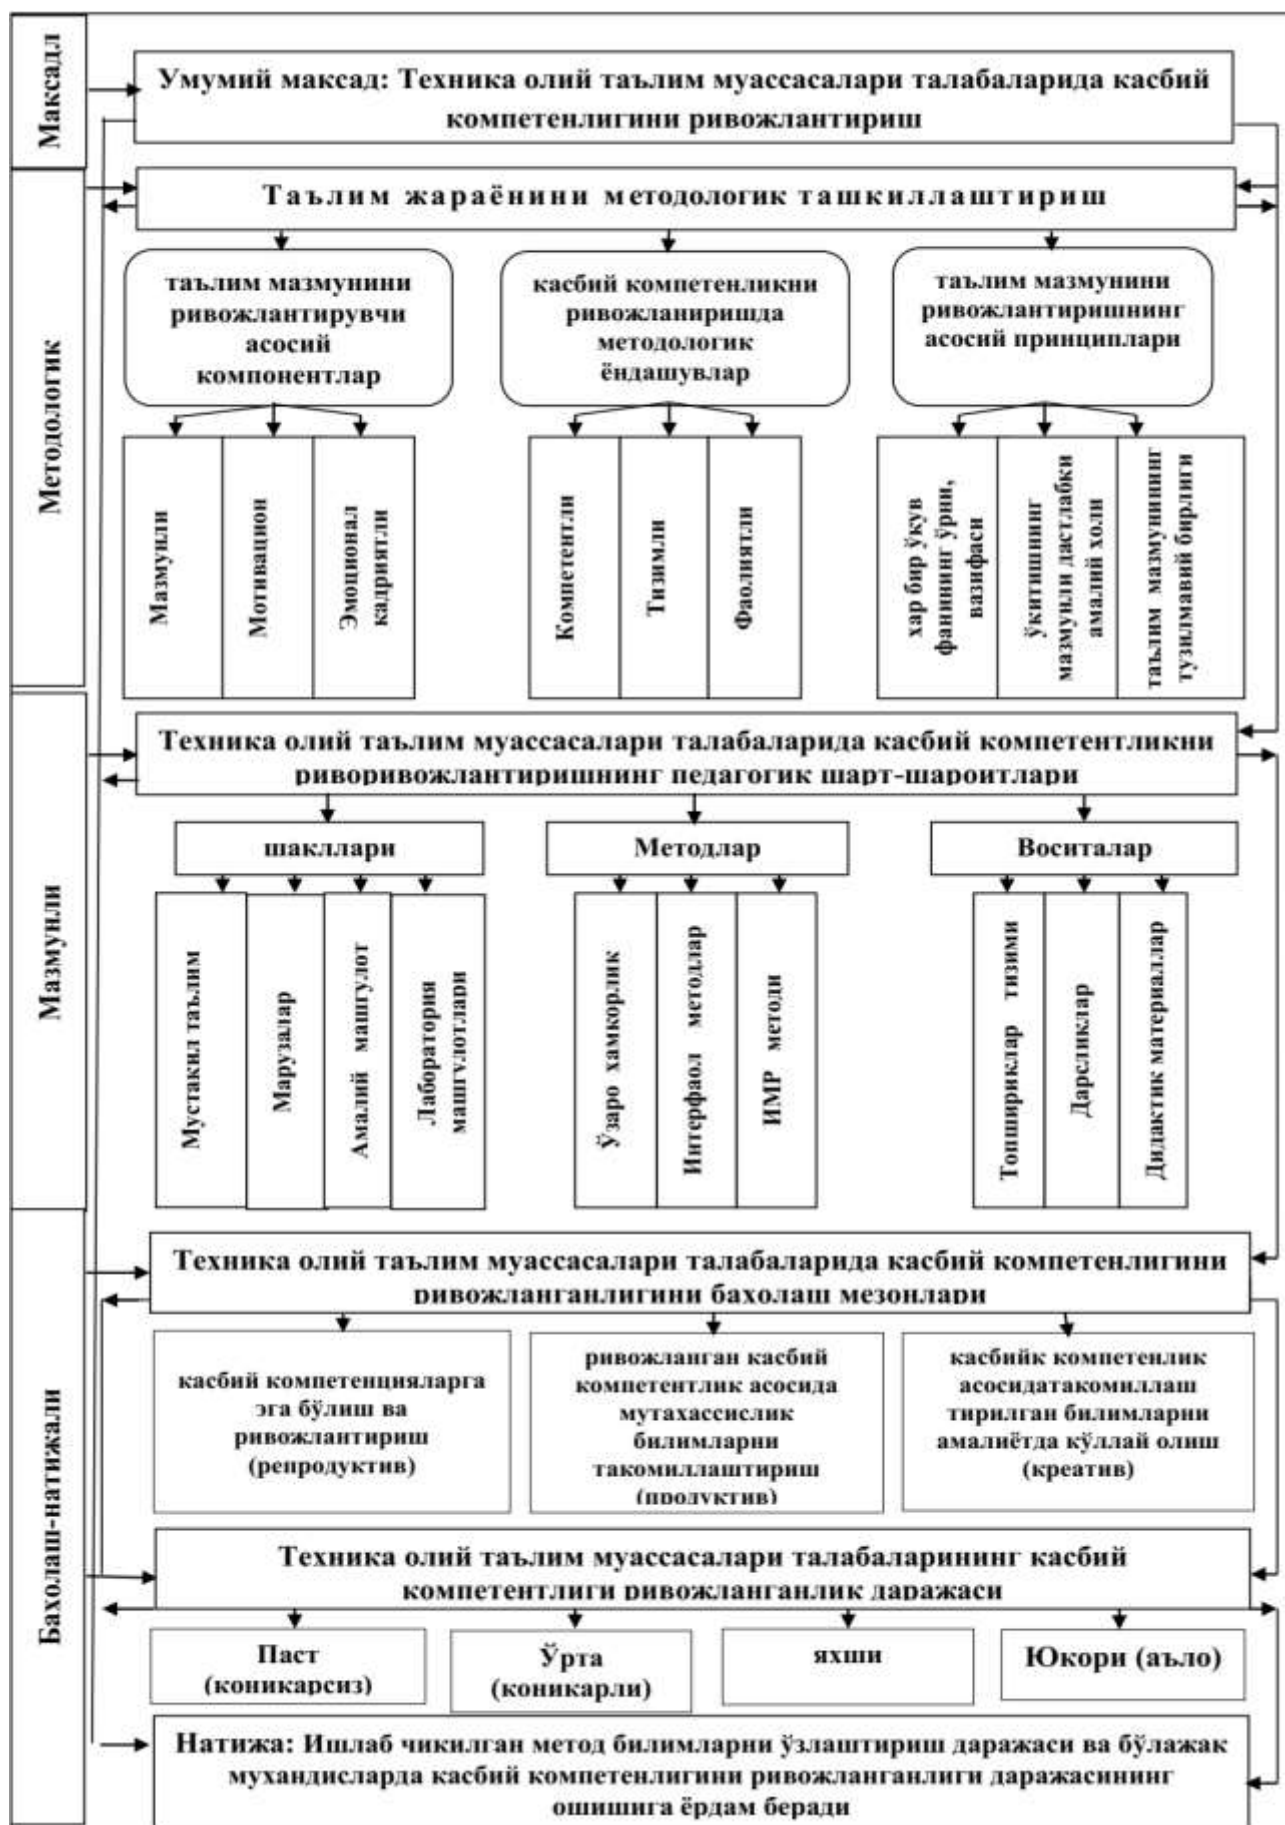 Максадл
Умумий максад: Техника олий таълим муассасалари талабаларида касбий
компетенлигини ривожлантириш
Методологик
Таълим жараёнини методологик ташкиллаштириш
таълим мазмунини
ривожлантирувчи
асосий
компонентлар
касбий компетенликни
ривожланиришда
методологик
ёндашувлар
таълим мазмунини
ривожлантиришнинг
асосий принциплари
Мазмунли
Мотивацион
Эмоционал
кадриятли
Компетентли
Тизимли
Фаолиятли
хар бир ўкув
фанининг ўрни,
вазифаси
ўкитишнинг
мазмунли дастлабки
амалий холи
таълим мазмунининг
тузилмавий бирлиги
Мазмунли
Техника олий таълим муассасалари талабаларида касбий компетентликни
риворивожлантиришнинг педагогик шарт-шароитлари
шакллари
Методлар
Воситалар
Мустакил таълим
Марузалар
Амалий машгулот
Лаборатория
машгулотлари
Ўзаро хамкорлик
Интерфаол методлар
ИМР методи
Топшириклар тизими
Дарсликлар
Дидактик материаллар
Бахолаш-натижали
Техника олий таълим муассасалари талабаларида касбий компетенлигини
ривожланганлигини бахолаш мезонлари
касбий компетенцияларга
эга бўлиш ва
ривожлантириш
(репродуктив)
ривожланган касбий
компетентлик асосида
мутахассислик
билимларни
такомиллаштириш
(продуктив)
касбийк компетенлик
асосидатакомиллаш
тирилган билимларни
амалиётда кўллай олиш
(креатив)
Техника олий таълим муассасалари талабаларининг касбий
компетентлиги ривожланганлик даражаси
Паст
(коникарсиз)
Ўрта
(коникарли)
яхши
Юкори (аъло)
Натижа: Ишлаб чикилган метод билимларни ўзлаштириш даражаси ва бўлажак
мухандисларда касбий компетенлигини ривожланганлиги даражасининг
ошишига ёрдам беради